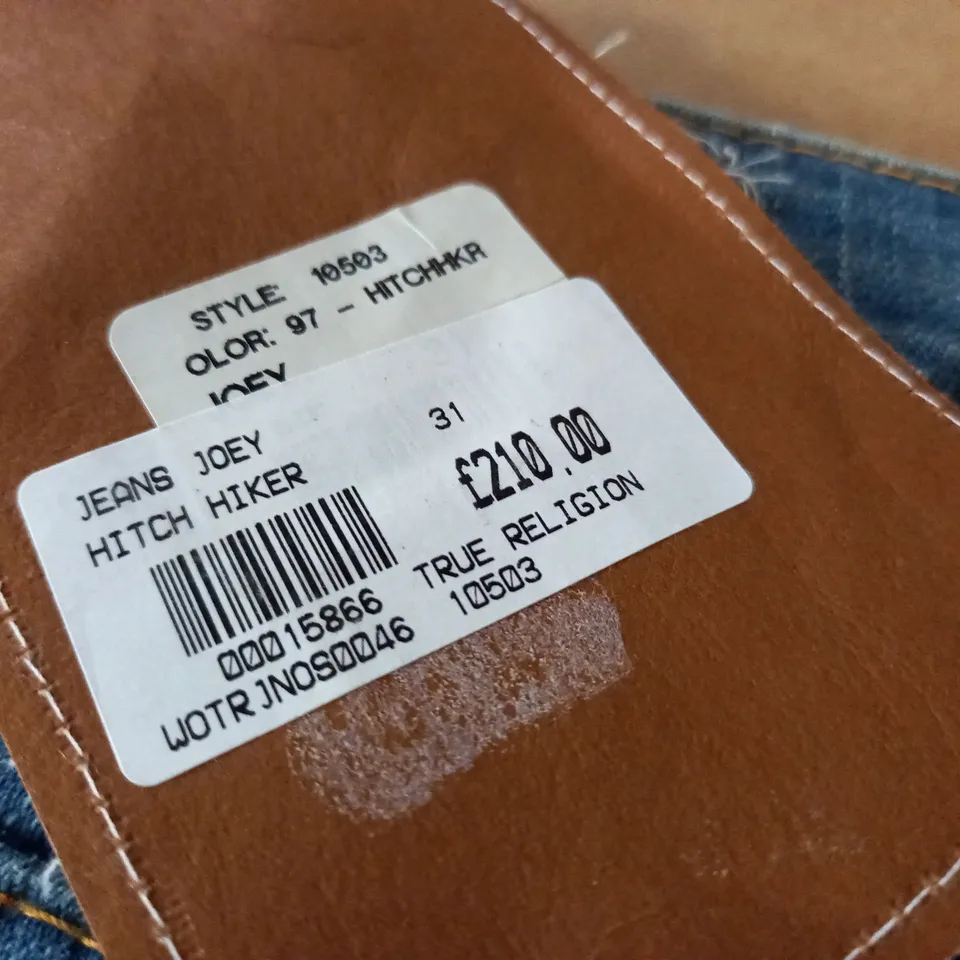 STYLE: 10503
OLOR: 97 - HITCHHKR
JOEY
JEANS JOEY 31
HITCH HIKER £210.00
TRUE RELIGION
00015866 10503
WOTRJNOS0046